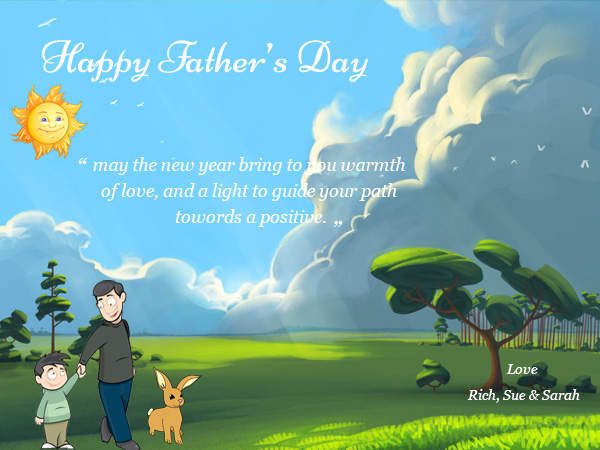 Happy Father's Day
“ may the new year bring to you warmth
of love, and a light to guide your path
towords a positive. „
Love
Rich, Sue & Sarah